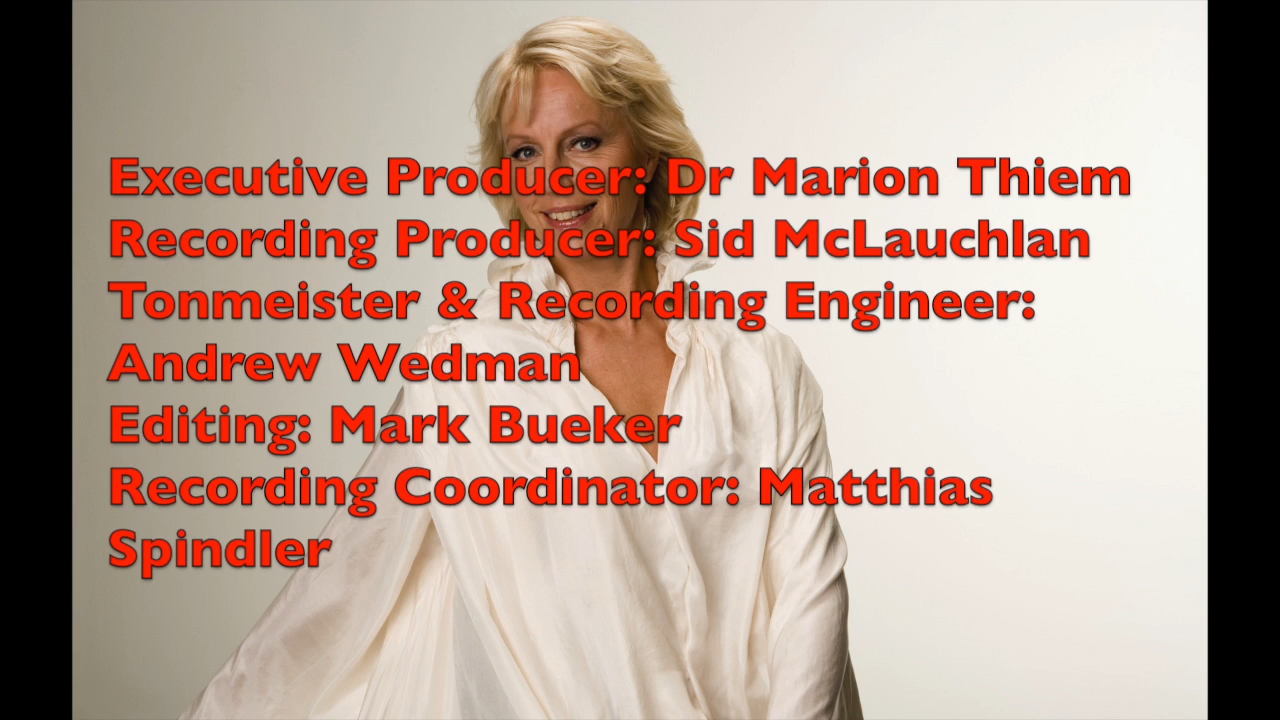 Executive Producer: Dr Marion Thiem
Recording Producer: Sid McLauchlan
Tonmeister & Recording Engineer:
Andrew Wedman
Editing: Mark Bueker
Recording Coordinator: Matthias
Spindler